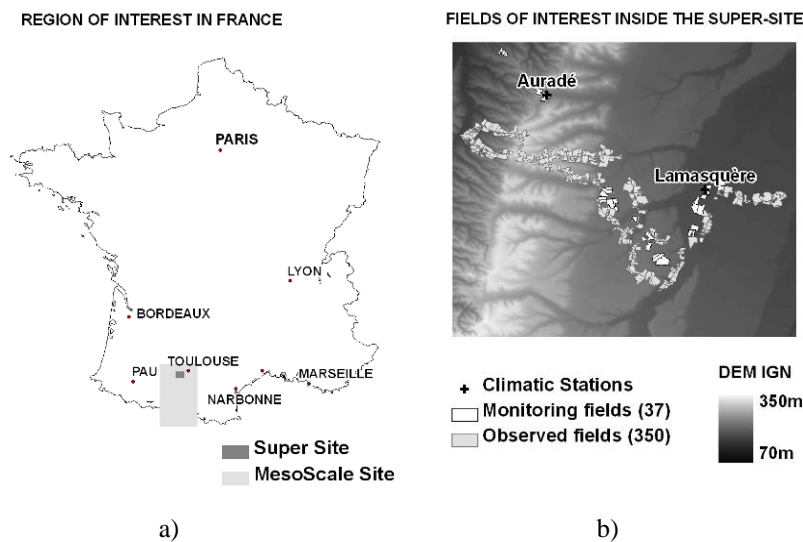 REGION OF INTEREST IN FRANCE
PARIS
LYON
BORDEAUX
PAU
TOULOUSE
MARSEILLE
NARBONNE
Super Site
MesoScale Site
a)
FIELDS OF INTEREST INSIDE THE SUPER-SITE
Auradé
Lamasquère
Climatic Stations
Monitoring fields (37)
Observed fields (350)
DEM IGN
350m
70m
b)